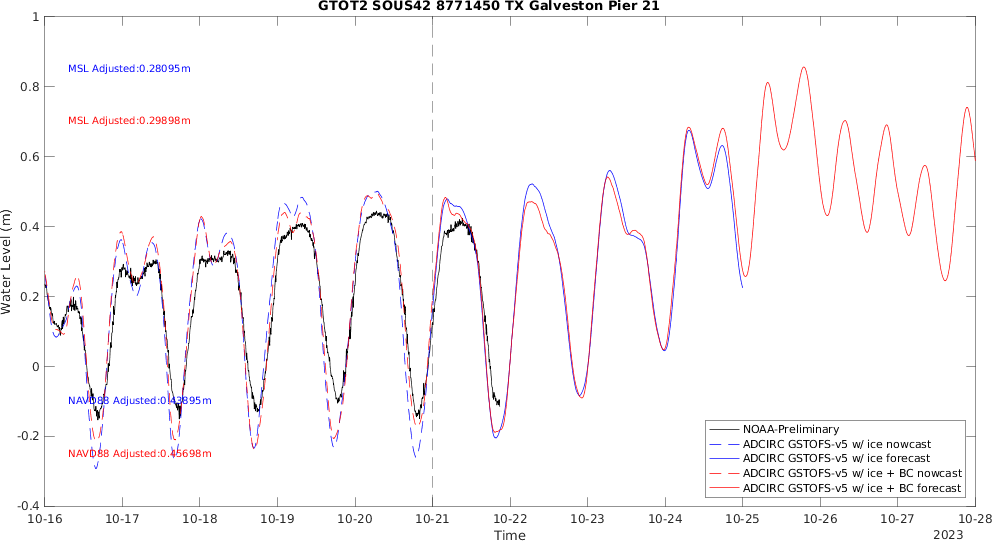 GTOT2 SOUS42 8771450 TX Galveston Pier 21
1
0.8
0.6
0.4
0.2
0
-0.2
-0.4
Water Level (m)
MSL Adjusted:0.28095m
MSL Adjusted:0.29898m
NAVD88 Adjusted:0.43895m
NAVD88 Adjusted:0.45698m
NOAA-Preliminary
ADCIRC GSTOFS-v5 w/ ice nowcast
ADCIRC GSTOFS-v5 w/ ice forecast
ADCIRC GSTOFS-v5 w/ ice + BC nowcast
ADCIRC GSTOFS-v5 w/ ice + BC forecast
10-16 10-17 10-18 10-19 10-20 10-21 10-22 10-23 10-24 10-25 10-26 10-27 10-28
Time
2023